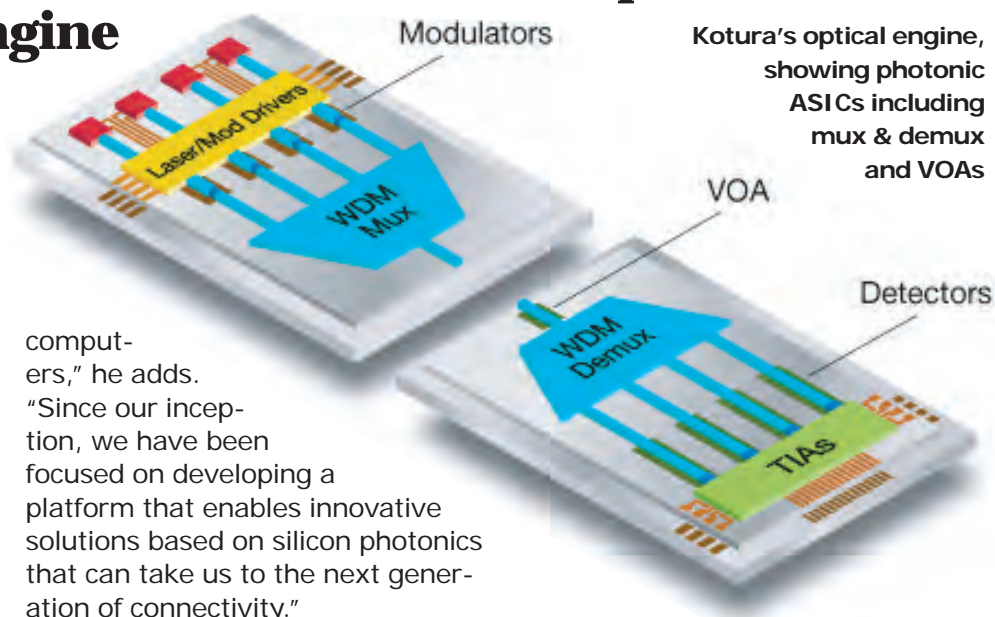 ngine
Modulators
Kotura's optical engine,
showing photonic
ASICs including
mux & demux
and VOAs
Laser/Mod Drivers
WDM
Mux
VOA
Detectors
WDM
Demux
TIAs
comput-
ers," he adds.
"Since our incep-
tion, we have been
focused on developing a
platform that enables innovative
solutions based on silicon photonics
that can take us to the next gener-
ation of connectivity."